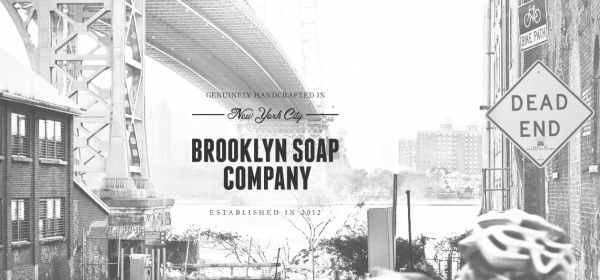 GENUINELY HANDCRAFTED IN
New York City
BROOKLYN SOAP
COMPANY
ESTABLISHED IN 2012
BIKE PATH
DEAD
END